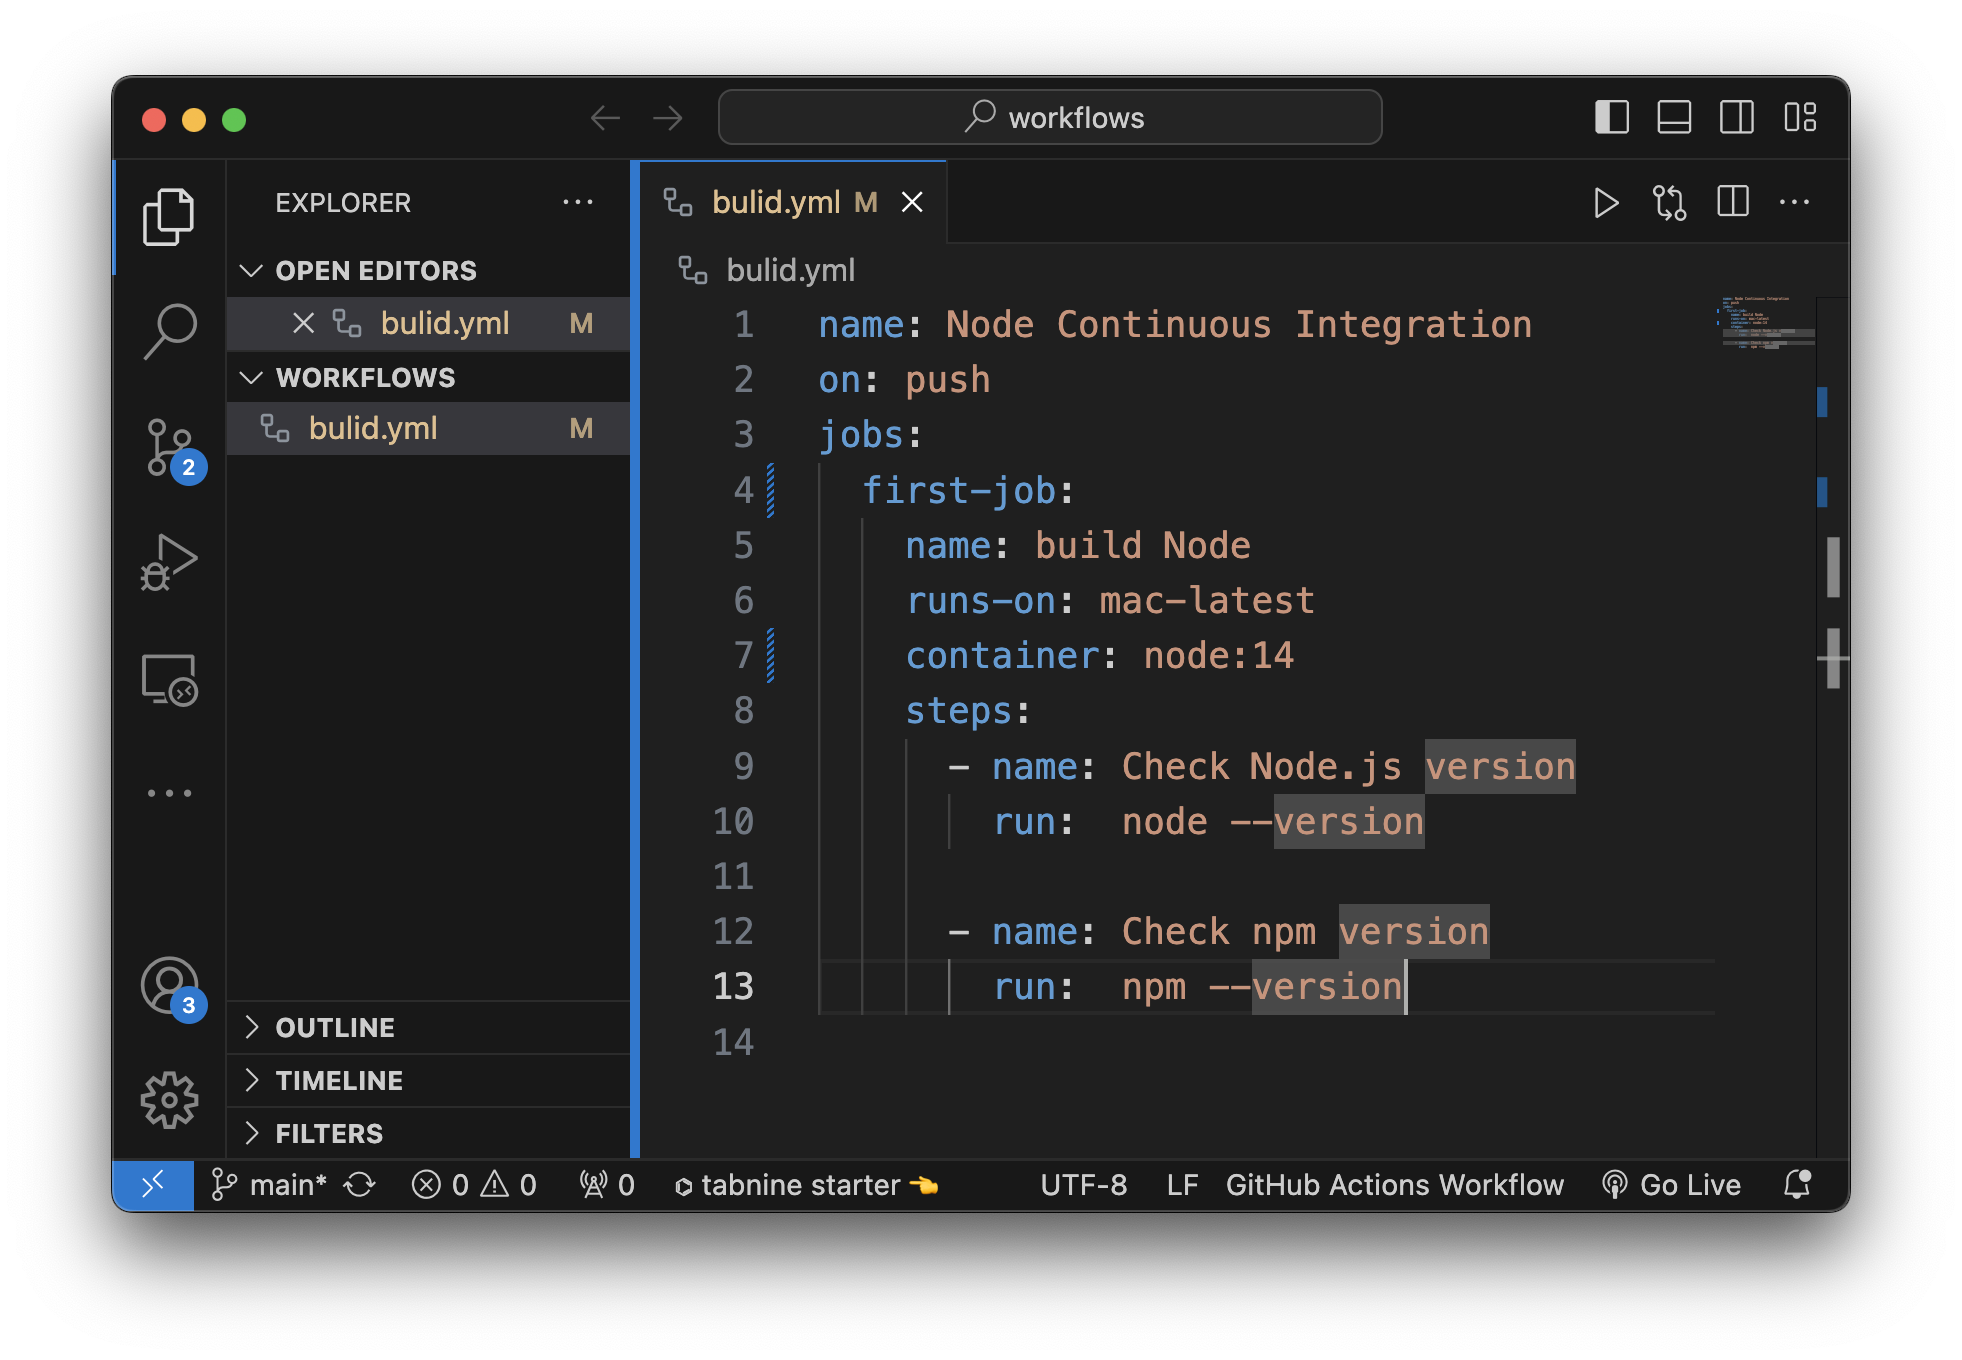 workflows
EXPLORER
OPEN EDITORS
bulid.yml M
WORKFLOWS
bulid.yml M
OUTLINE
TIMELINE
FILTERS
2
3
bulid.yml M
bulid.yml
1 name: Node Continuous Integration
2 on: push
3 jobs:
4 first-job:
5 name: build Node
6 runs-on: mac-latest
7 container: node:14
8 steps:
9 - name: Check Node.js version
10 run:  node --version
11
12 - name: Check npm version
13 run:  npm --version
14
main* 0 0 0 tabnine starter 👈 UTF-8 LF GitHub Actions Workflow Go Live